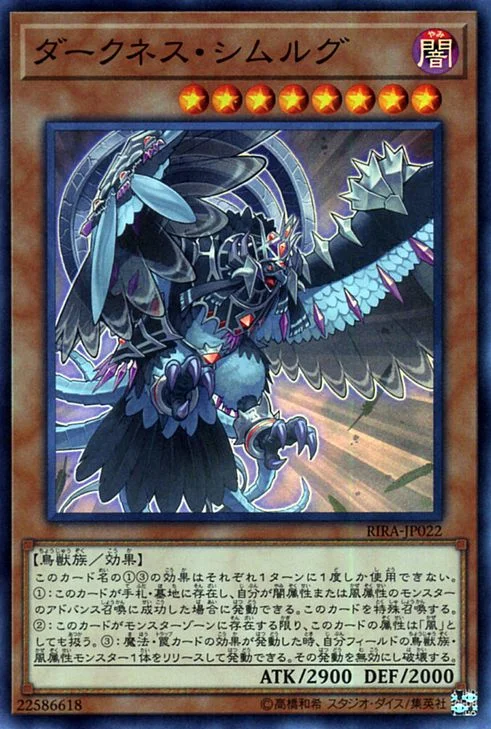 ダークネス・シムルグ
闇
RIRA-JP022
【鳥獣族／効果】
このカード名の①③の効果はそれぞれ１ターンに１度しか使用できない。
①：このカードが手札・墓地に存在し、自分が闇属性または風属性のモンスター
のアドバンス召喚に成功した場合に発動できる。このカードを特殊召喚する。
②：このカードがモンスターゾーンに存在する限り、このカードの属性は「風」と
しても扱う。③：魔法・罠カードの効果が発動した時、自分フィールドの鳥獣族・
風属性モンスター１体をリリースして発動できる。その発動を無効にし破壊する。
ATK/2900 DEF/2000
22586618
©高橋和希 スタジオ・ダイス/集英社